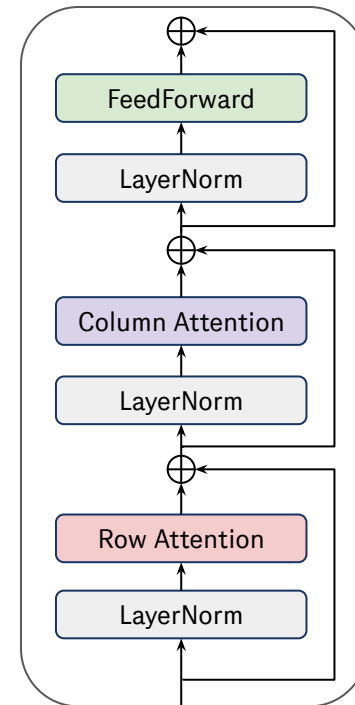 FeedForward
LayerNorm
Column Attention
LayerNorm
Row Attention
LayerNorm